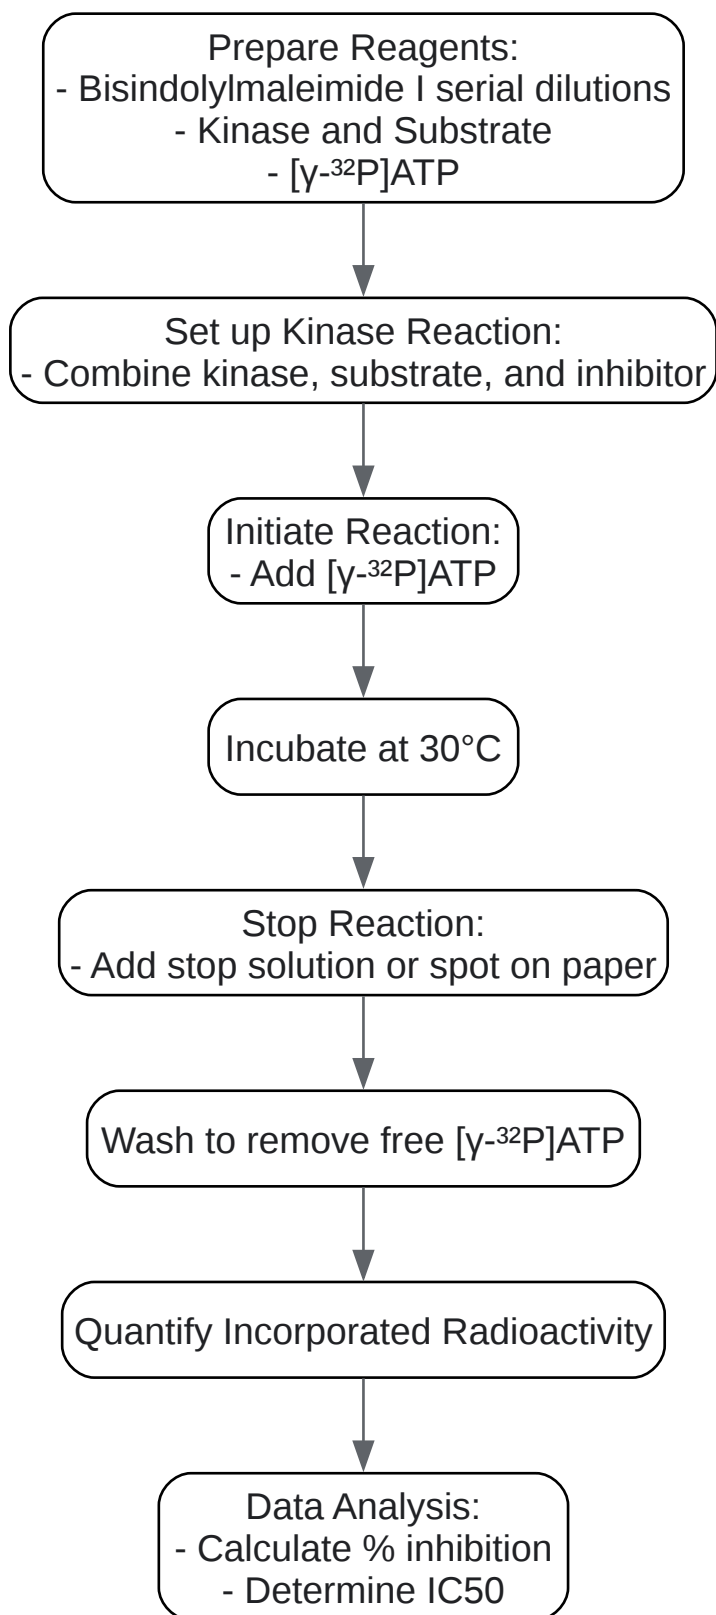 Prepare Reagents:
- Bisindolylmaleimide I serial dilutions
- Kinase and Substrate
- [γ-³²P]ATP
Set up Kinase Reaction:
- Combine kinase, substrate, and inhibitor
Initiate Reaction:
- Add [γ-³²P]ATP
Incubate at 30°C
Stop Reaction:
- Add stop solution or spot on paper
Wash to remove free [γ-³²P]ATP
Quantify Incorporated Radioactivity
Data Analysis:
- Calculate % inhibition
- Determine IC50